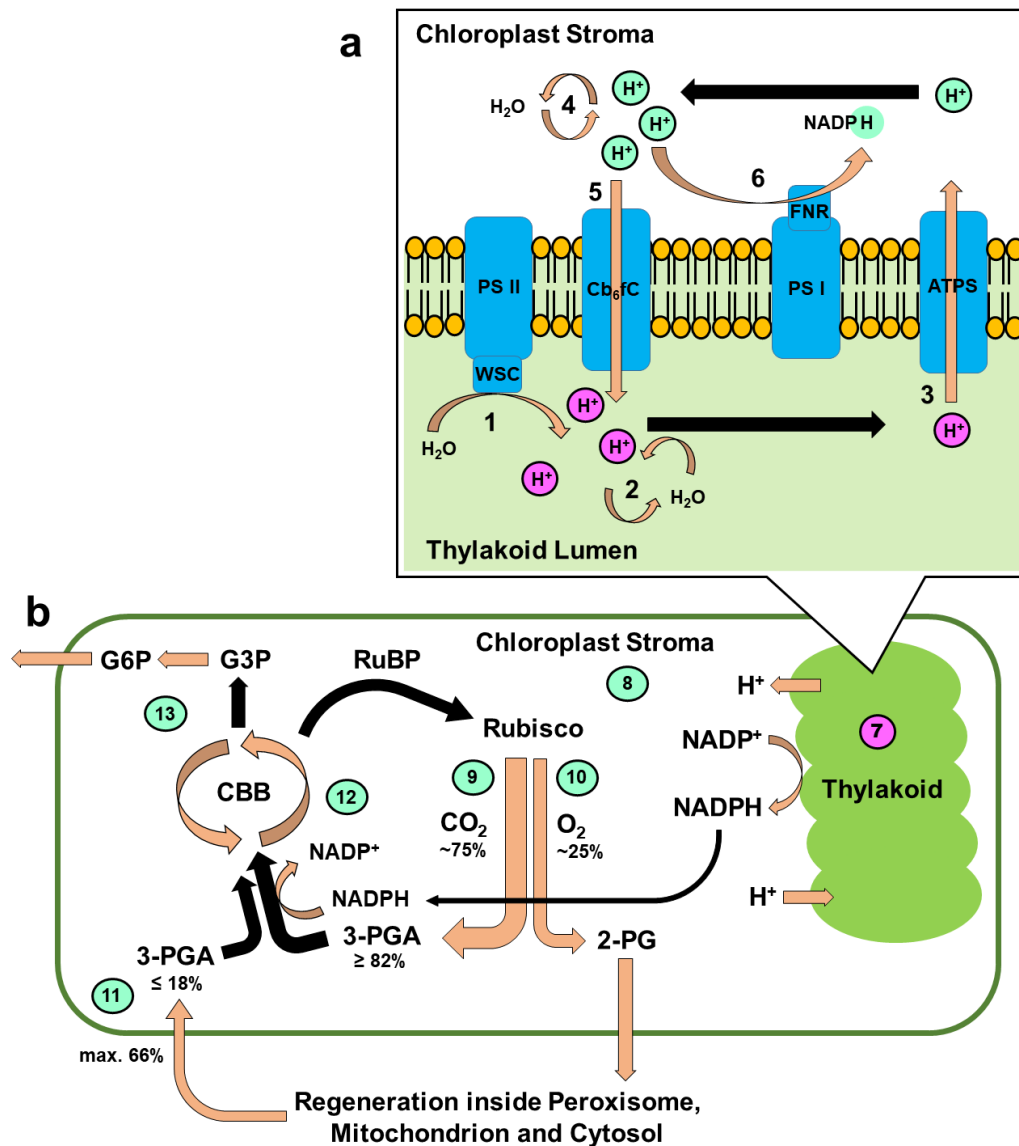 a
Chloroplast Stroma
H₂O
4
H⁺
H⁺
H⁺
H⁺
NADPH
5
6
FNR
PS II
Cb₆fC
PS I
ATPS
WSC
3
1
H₂O
H⁺
H⁺
H⁺
H⁺
2
H₂O
Thylakoid Lumen
b
Chloroplast Stroma
G6P
G3P
RuBP
8
H⁺
13
Rubisco
7
NADP⁺
Thylakoid
9
10
CBB
12
CO₂
~75%
O₂
~25%
NADPH
NADP⁺
NADPH
H⁺
3-PGA
≥ 82%
2-PG
3-PGA
≤ 18%
11
max. 66%
Regeneration inside Peroxisome,
Mitochondrion and Cytosol